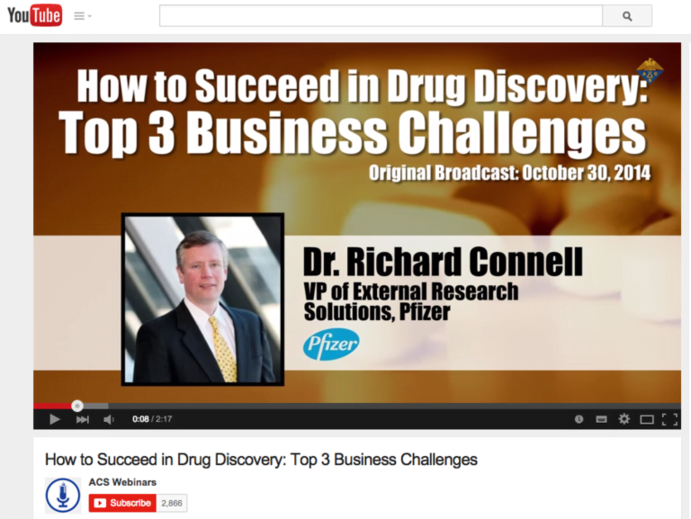 YouTube
How to Succeed in Drug Discovery:
Top 3 Business Challenges
Original Broadcast: October 30, 2014
Dr. Richard Connell
VP of External Research
Solutions, Pfizer
Pfizer
0:08 / 2:17
How to Succeed in Drug Discovery: Top 3 Business Challenges
ACS Webinars
Subscribe 2,866